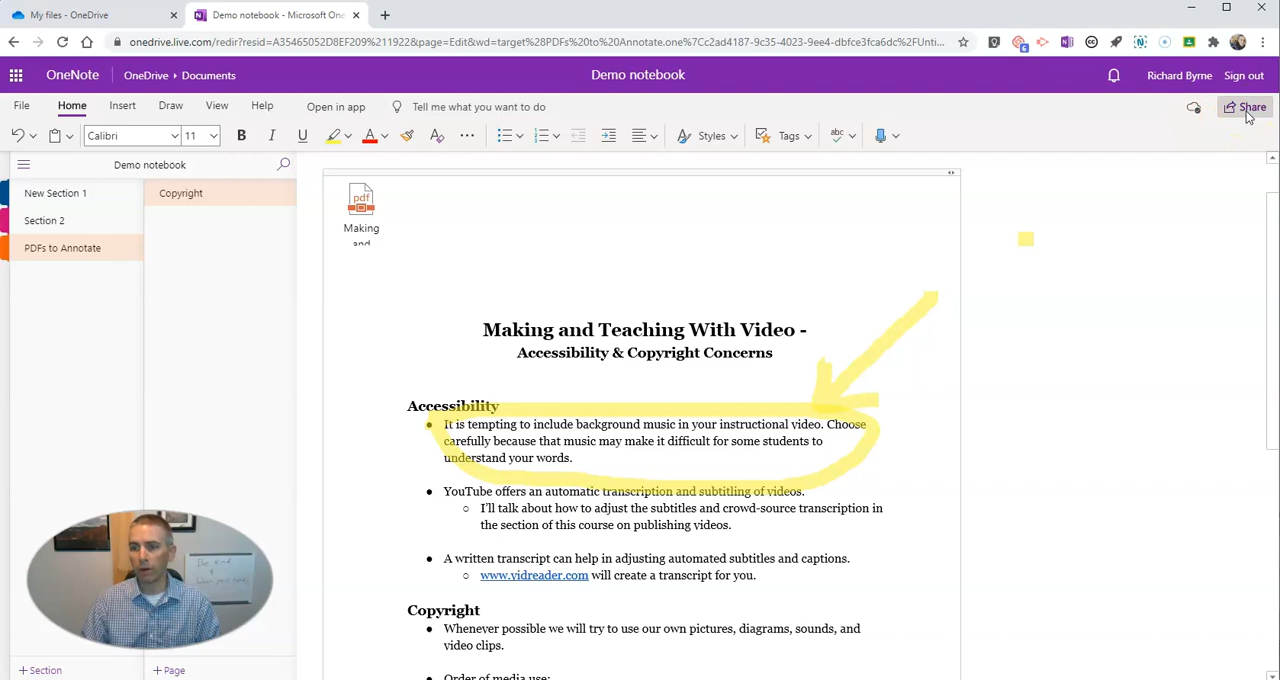 My files - OneDrive
Demo notebook - Microsoft One
onedrive.live.com/redir?resid=A35465052D8EF209%211922&page=Edit&wd=target%28PDFs%20to%20Annotate.one%7Cc2ad4187-9c35-4023-9ee4-dbfce3fca6dc%2FUnti...
6
OneNote
OneDrive › Documents
Demo notebook
Richard Byrne
Sign out
File
Home
Insert
Draw
View
Help
Open in app
Tell me what you want to do
Share
Calibri
11
B
I
U
A
Styles
Tags
abc
Demo notebook
New Section 1
Section 2
PDFs to Annotate
Copyright
pdf
Making
and
Making and Teaching With Video -
Accessibility & Copyright Concerns
Accessibility
● It is tempting to include background music in your instructional video. Choose
carefully because that music may make it difficult for some students to
understand your words.
● YouTube offers an automatic transcription and subtitling of videos.
○ I'll talk about how to adjust the subtitles and crowd-source transcription in
the section of this course on publishing videos.
● A written transcript can help in adjusting automated subtitles and captions.
○ www.vidreader.com will create a transcript for you.
Copyright
● Whenever possible we will try to use our own pictures, diagrams, sounds, and
video clips.
Order of media use:
+ Section
+ Page